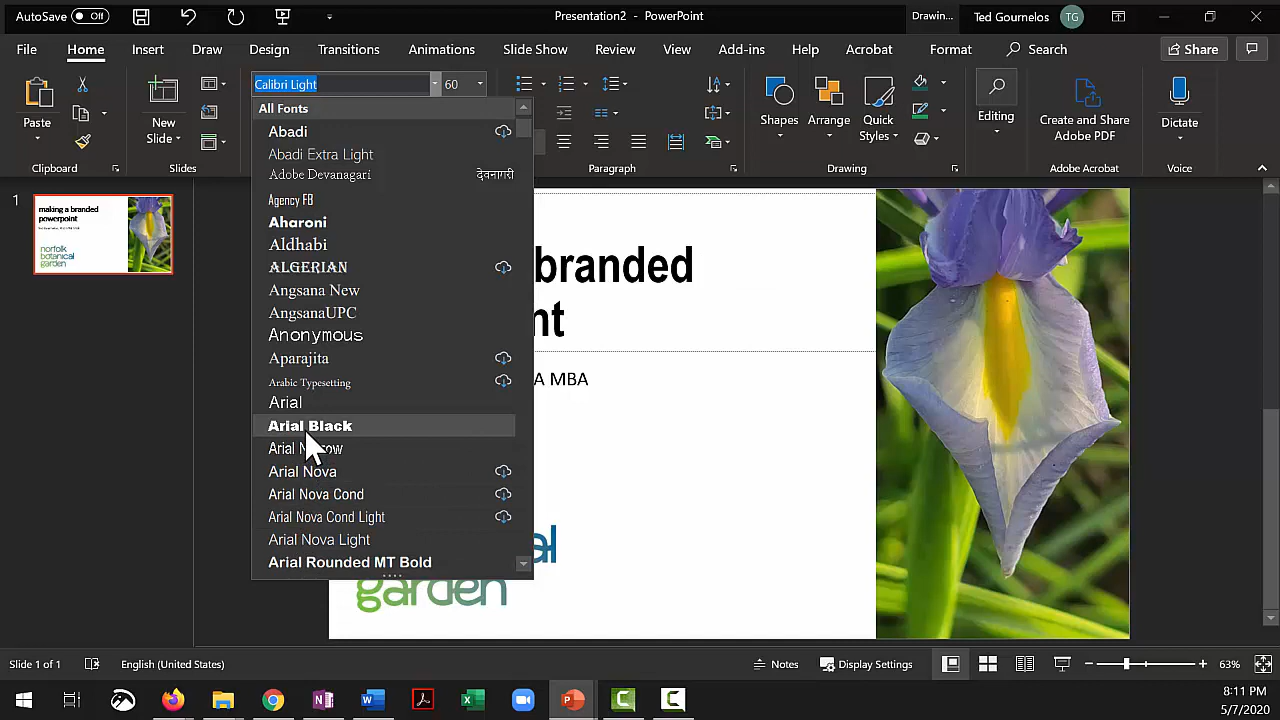 AutoSave Off
Presentation2 - PowerPoint
Drawin...
Ted Gournelos TG
File Home Insert Draw Design Transitions Animations Slide Show Review View Add-ins Help Acrobat Format Search
Share
Calibri Light 60
Paste
New
Slide
Shapes
Arrange
Quick
Styles
Editing
Create and Share
Adobe PDF
Dictate
Clipboard
Slides
Paragraph
Drawing
Adobe Acrobat
Voice
All Fonts
Abadi
Abadi Extra Light
Adobe Devanagari देवनागरी
Agency FB
Aharoni
Aldhabi
ALGERIAN
Angsana New
AngsanaUPC
Anonymous
Aparajita
Arabic Typesetting
Arial
Arial Black
Arial Nova
Arial Nova Cond
Arial Nova Cond Light
Arial Nova Light
Arial Rounded MT Bold
1
making a branded
powerpoint
norfolk
botanical
garden
branded
nt
A MBA
al
garden
Slide 1 of 1
English (United States)
Notes
Display Settings
63%
8:11 PM
5/7/2020